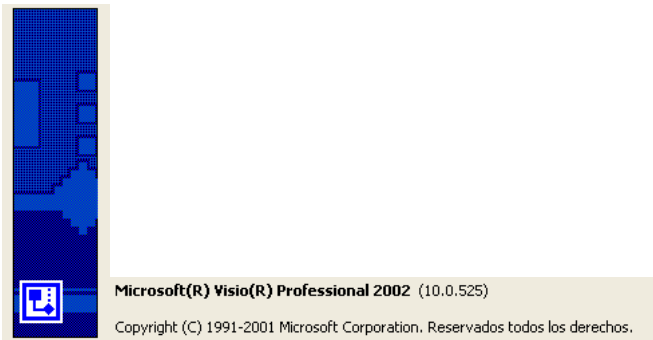 Microsoft(R) Visio(R) Professional 2002 (10.0.525)
Copyright (C) 1991-2001 Microsoft Corporation. Reservados todos los derechos.